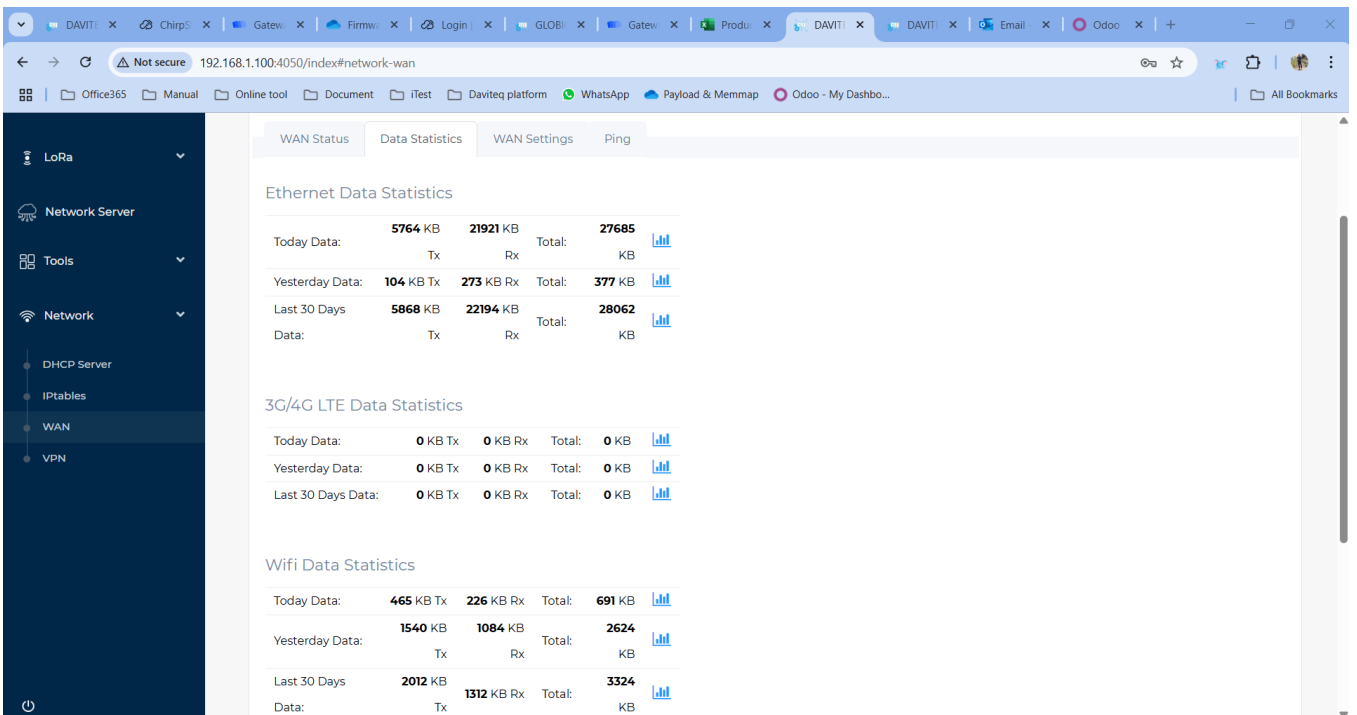 DAVITE
ChirpS
Gatew
Firmwa
Login
GLOBI
Gatew
Produc
DAVITE
DAVITE
Email -
Odoo
Not secure 192.168.1.100:4050/index#network-wan
Office365 Manual Online tool Document iTest Daviteq platform WhatsApp Payload & Memmap Odoo - My Dashbo... All Bookmarks
LoRa
Network Server
Tools
Network
DHCP Server
IPtables
WAN
VPN
WAN Status Data Statistics WAN Settings Ping
Ethernet Data Statistics
Today Data: 5764 KB Tx 21921 KB Rx Total: 27685 KB
Yesterday Data: 104 KB Tx 273 KB Rx Total: 377 KB
Last 30 Days Data: 5868 KB Tx 22194 KB Rx Total: 28062 KB
3G/4G LTE Data Statistics
Today Data: 0 KB Tx 0 KB Rx Total: 0 KB
Yesterday Data: 0 KB Tx 0 KB Rx Total: 0 KB
Last 30 Days Data: 0 KB Tx 0 KB Rx Total: 0 KB
Wifi Data Statistics
Today Data: 465 KB Tx 226 KB Rx Total: 691 KB
Yesterday Data: 1540 KB Tx 1084 KB Rx Total: 2624 KB
Last 30 Days Data: 2012 KB Tx 1312 KB Rx Total: 3324 KB